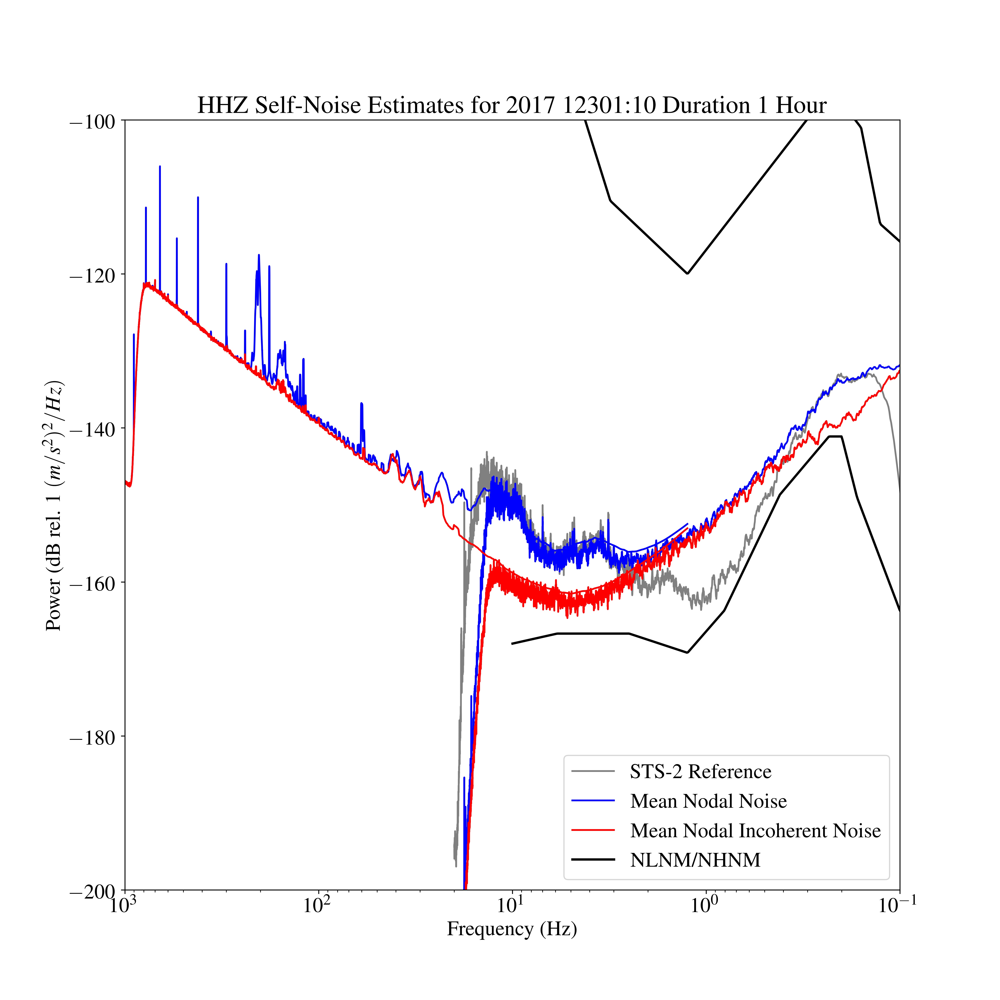 HHZ Self-Noise Estimates for 2017 12301:10 Duration 1 Hour
Power (dB rel. 1 (m/s²)²/Hz)
−100
−120
−140
−160
−180
−200
10³ 10² 10¹ 10⁰ 10⁻¹
Frequency (Hz)
STS-2 Reference
Mean Nodal Noise
Mean Nodal Incoherent Noise
NLNM/NHNM